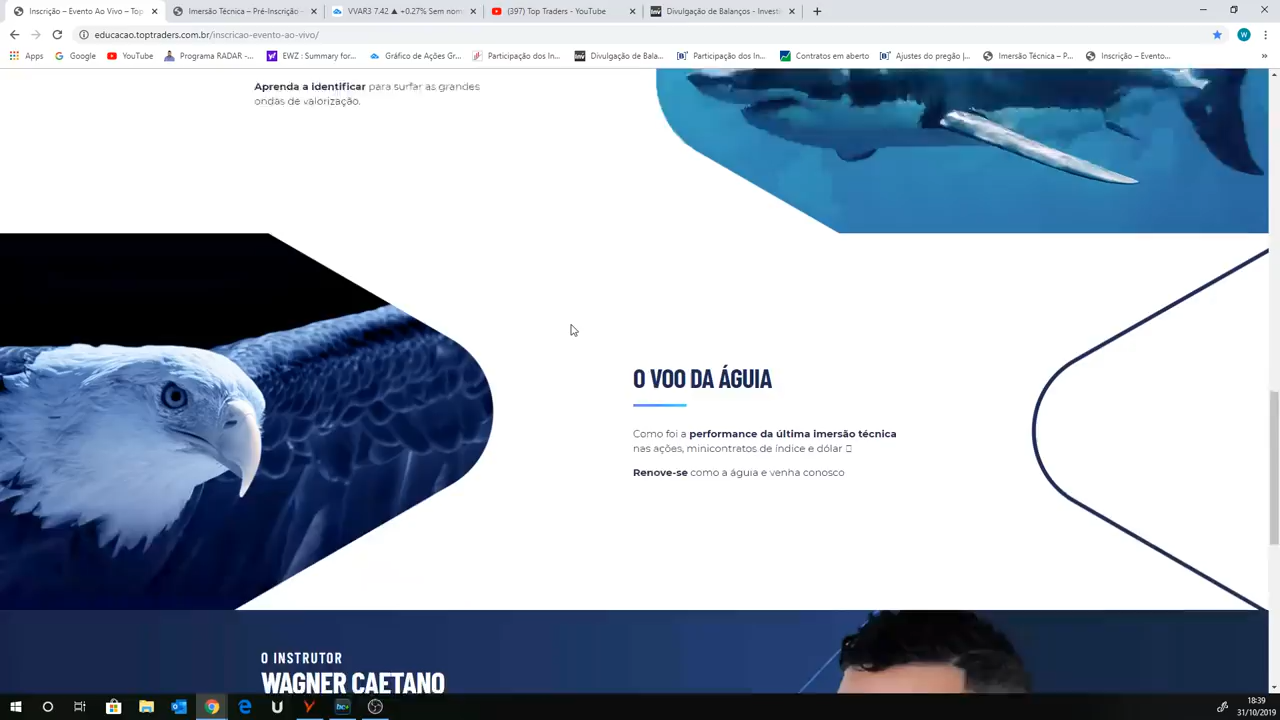 Inscrição – Evento Ao Vivo – Top
Imersão Técnica – Pré-Inscrição –
VVAR3 7.42 ▲ +0.27% Sem nom
(397) Top Traders - YouTube
Divulgação de Balanços - Investi
educacao.toptraders.com.br/inscricao-evento-ao-vivo/
W
Apps
Google
YouTube
Programa RADAR -...
EWZ : Summary for...
Gráfico de Ações Gr...
Participação dos In...
Divulgação de Bala...
Participação dos In...
Contratos em aberto
Ajustes do pregão |...
Imersão Técnica – P...
Inscrição – Evento...
Aprenda a identificar para surfar as grandes
ondas de valorização.
O VOO DA ÁGUIA
Como foi a performance da última imersão técnica
nas ações, minicontratos de índice e dólar
Renove-se como a águia e venha conosco
O INSTRUTOR
WAGNER CAETANO
18:39
31/10/2019